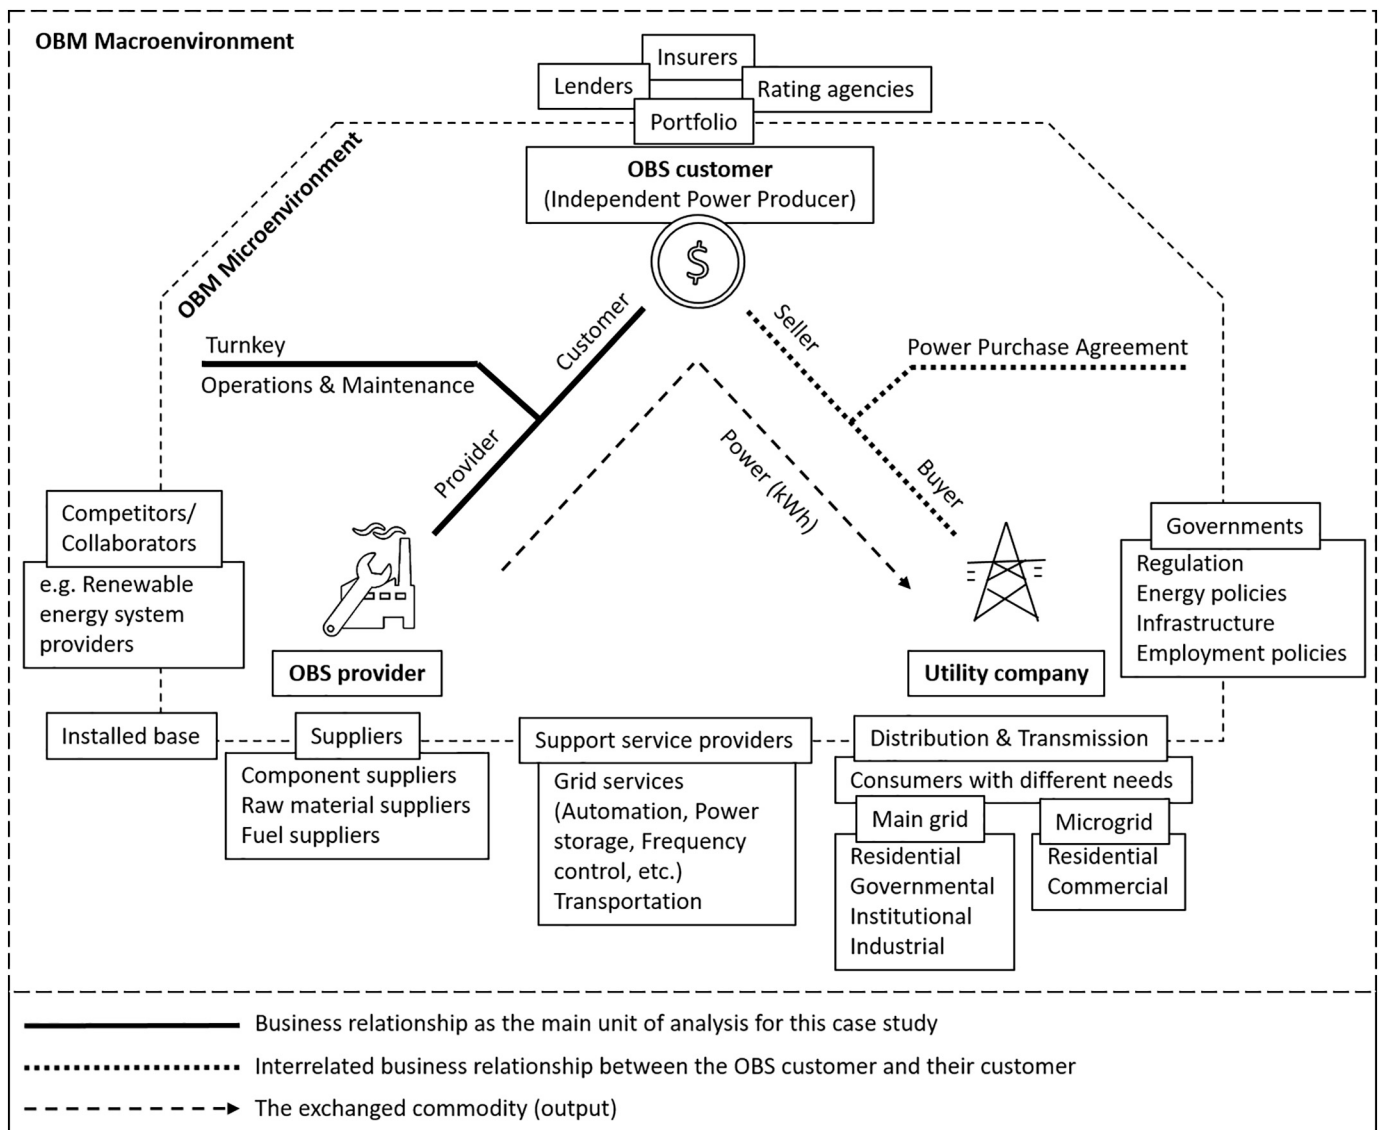 OBM Macroenvironment
Insurers
Lenders
Rating agencies
Portfolio
OBS customer
(Independent Power Producer)
$
OBM Microenvironment
Turnkey
Operations & Maintenance
Customer
Provider
Seller
Buyer
Power Purchase Agreement
Power (kWh)
Competitors/
Collaborators
e.g. Renewable
energy system
providers
Governments
Regulation
Energy policies
Infrastructure
Employment policies
OBS provider
Utility company
Installed base
Suppliers
Component suppliers
Raw material suppliers
Fuel suppliers
Support service providers
Grid services
(Automation, Power
storage, Frequency
control, etc.)
Transportation
Distribution & Transmission
Consumers with different needs
Main grid
Residential
Governmental
Institutional
Industrial
Microgrid
Residential
Commercial
Business relationship as the main unit of analysis for this case study
Interrelated business relationship between the OBS customer and their customer
The exchanged commodity (output)